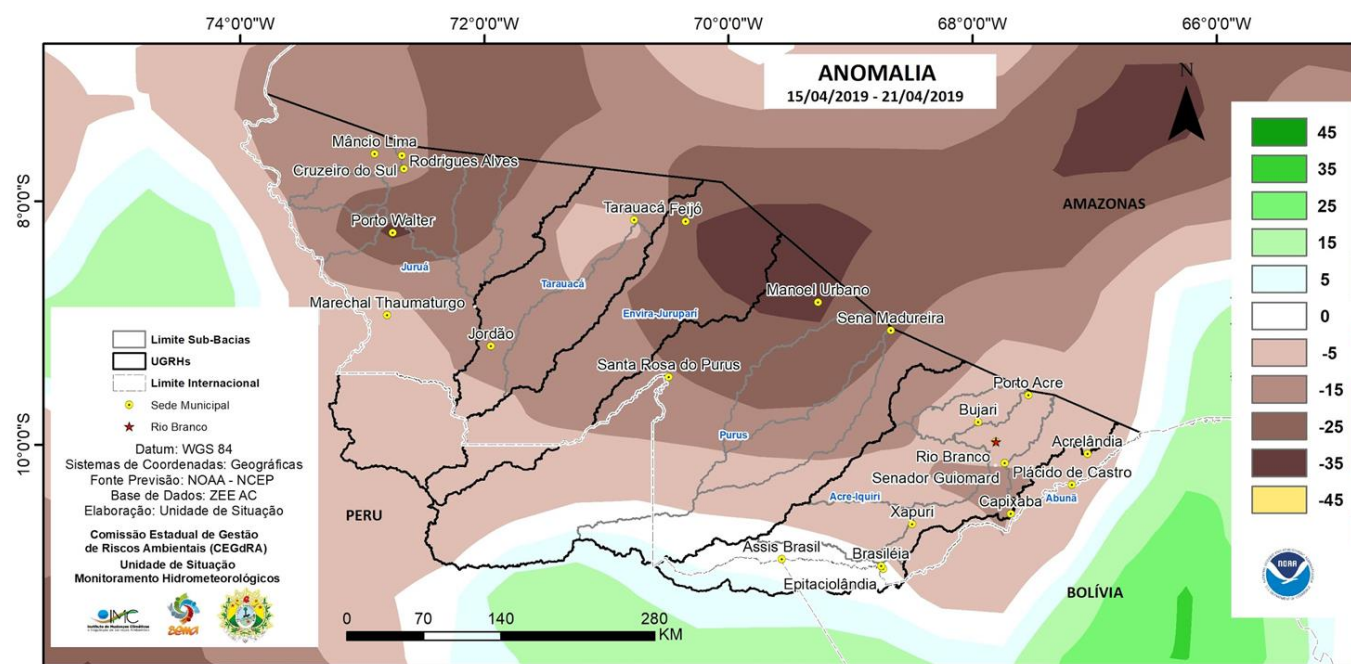 74°0'0"W
72°0'0"W
70°0'0"W
68°0'0"W
66°0'0"W
ANOMALIA
15/04/2019 - 21/04/2019
N
8°0'0"S
10°0'0"S
Mâncio Lima
Rodrigues Alves
Cruzeiro do Sul
Porto Walter
Juruá
Marechal Thaumaturgo
Tarauacá
Feijó
Tarauacá
Jordão
Envira-Jurupari
Manoel Urbano
Sena Madureira
Santa Rosa do Purus
Purus
Porto Acre
Bujari
Acrelândia
Rio Branco
Plácido de Castro
Senador Guiomard
Capixaba
Abunã
Acre-Iquiri
Xapuri
Assis Brasil
Brasiléia
Epitaciolândia
AMAZONAS
PERU
BOLÍVIA
45
35
25
15
5
0
-5
-15
-25
-35
-45
NOAA
Limite Sub-Bacias
UGRHs
Limite Internacional
Sede Municipal
Rio Branco
Datum: WGS 84
Sistemas de Coordenadas: Geográficas
Fonte Previsão: NOAA - NCEP
Base de Dados: ZEE AC
Elaboração: Unidade de Situação
Comissão Estadual de Gestão
de Riscos Ambientais (CEGdRA)
Unidade de Situação
Monitoramento Hidrometeorológicos
IMC
Instituto de Mudanças Climáticas
sema
0 70 140 280
KM